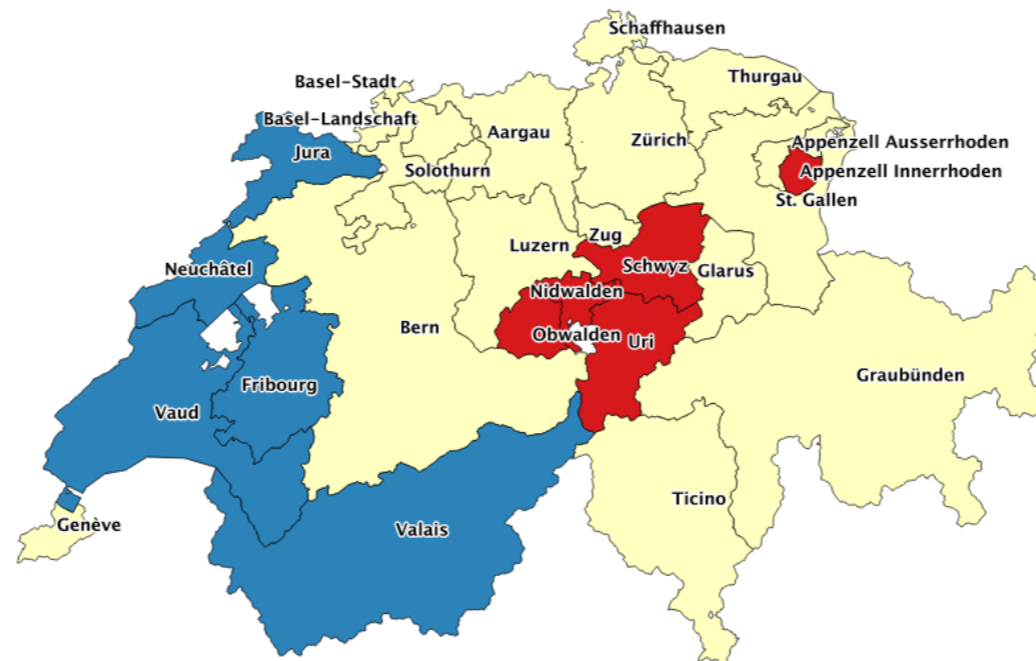 Schaffhausen
Basel-Stadt
Thurgau
Basel-Landschaft
Aargau
Jura
Zürich
Appenzell Ausserrhoden
Solothurn
Appenzell Innerrhoden
St. Gallen
Zug
Luzern
Neuchâtel
Schwyz
Glarus
Nidwalden
Bern
Obwalden
Uri
Fribourg
Graubünden
Vaud
Ticino
Genève
Valais